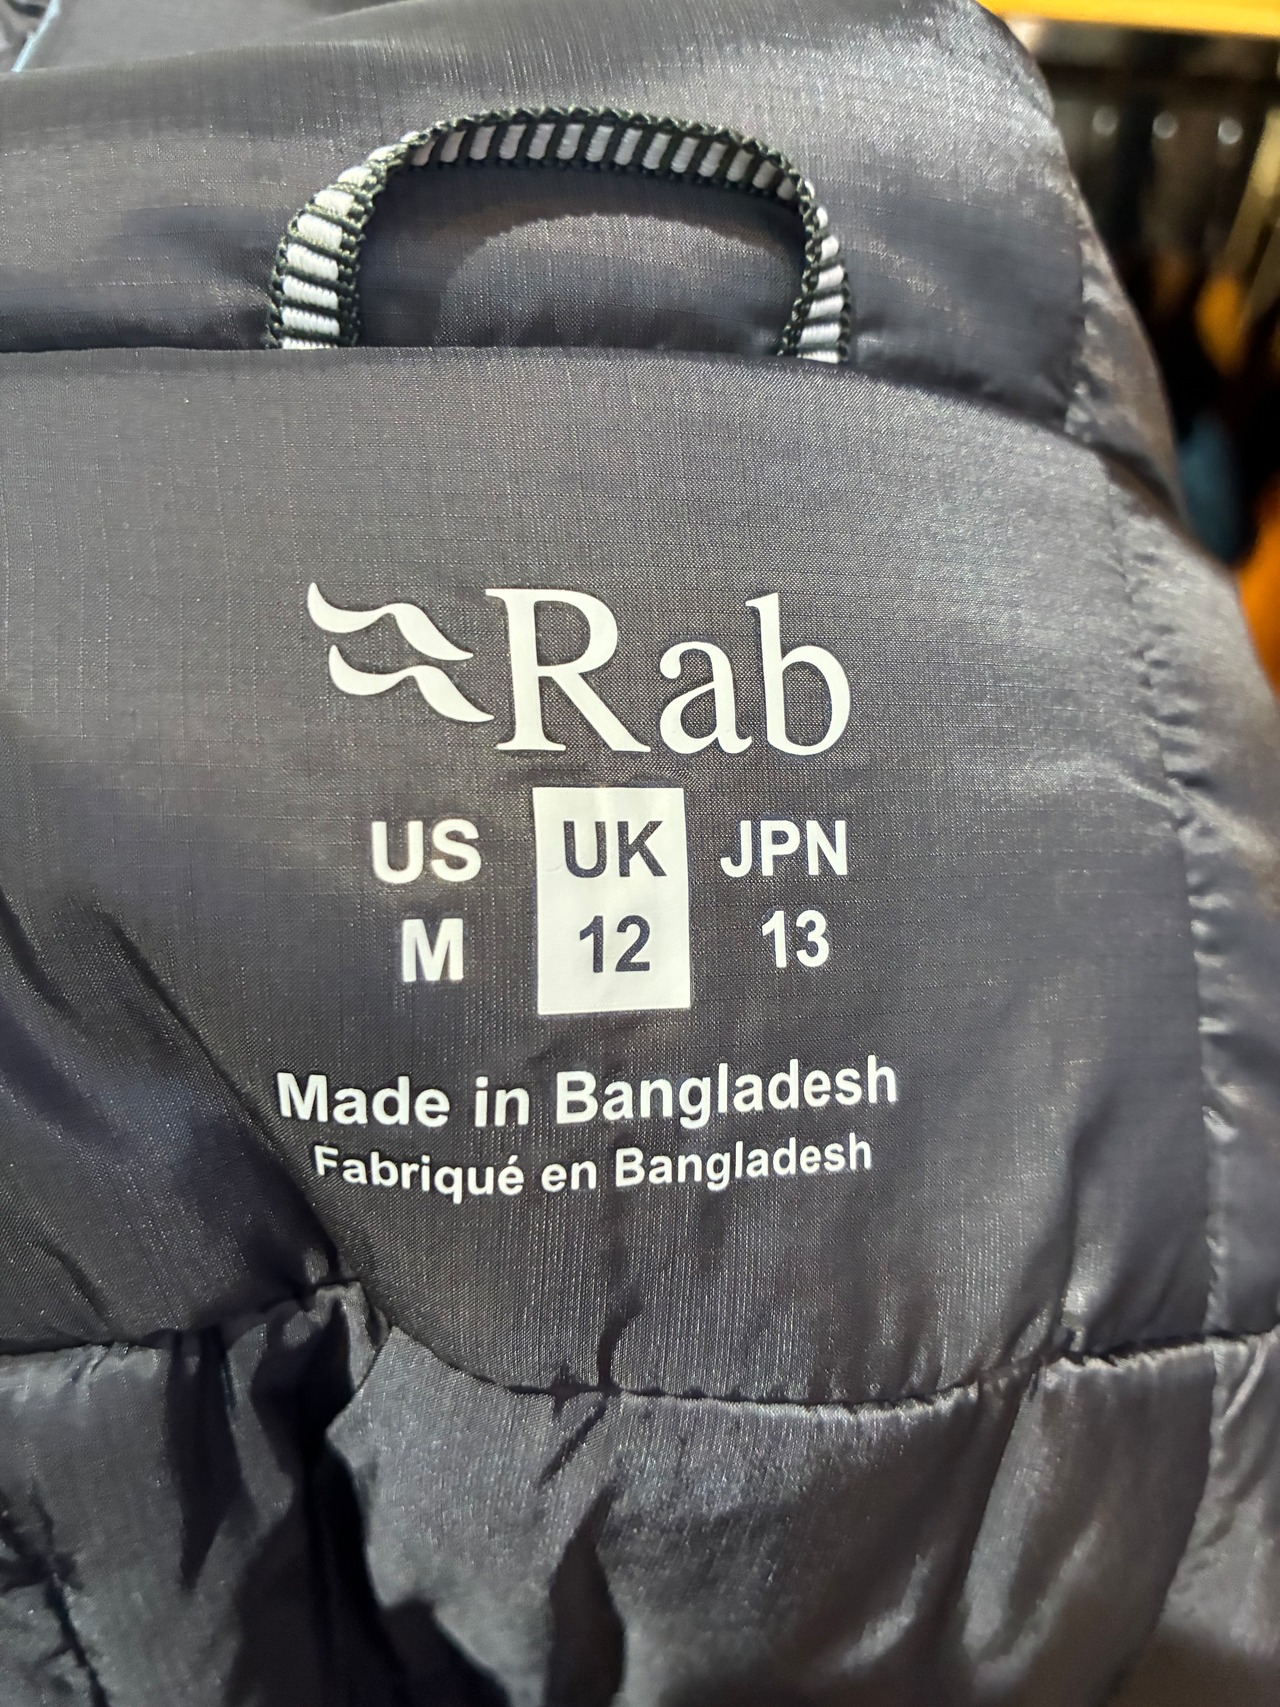 Rab
US UK JPN
M 12 13
Made in Bangladesh
Fabriqué en Bangladesh